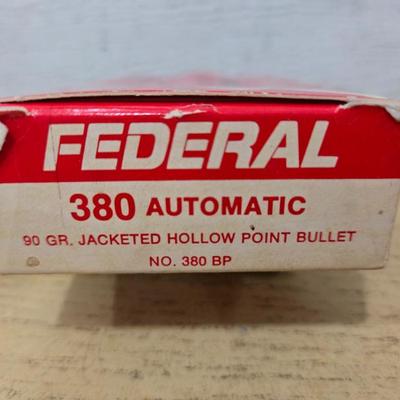 FEDERAL
380 AUTOMATIC
90 GR. JACKETED HOLLOW POINT BULLET
NO. 380 BP